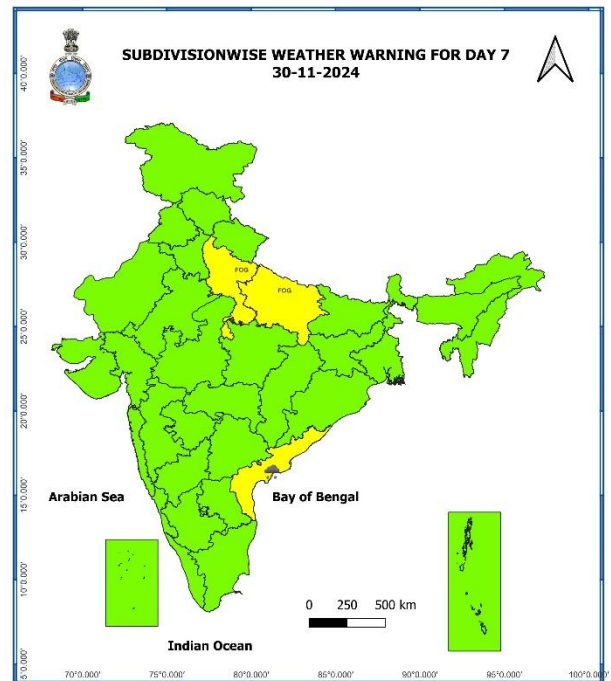 SUBDIVISIONWISE WEATHER WARNING FOR DAY 7
30-11-2024
40°0.000'
35°0.000'
30°0.000'
25°0.000'
20°0.000'
15°0.000'
10°0.000'
5°0.000'
FOG
FOG
Arabian Sea
Bay of Bengal
0 250 500 km
Indian Ocean
70°0.000' 75°0.000' 80°0.000' 85°0.000' 90°0.000' 95°0.000' 100°0.000'